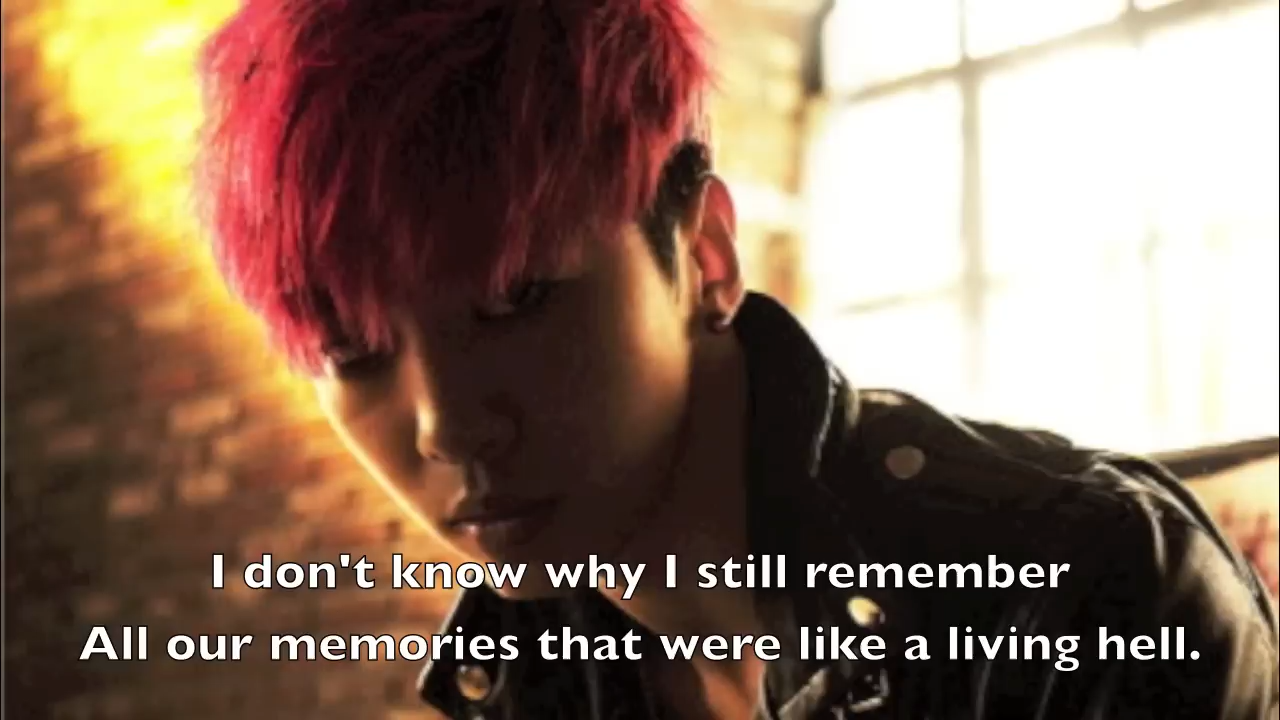 I don't know why I still remember
All our memories that were like a living hell.